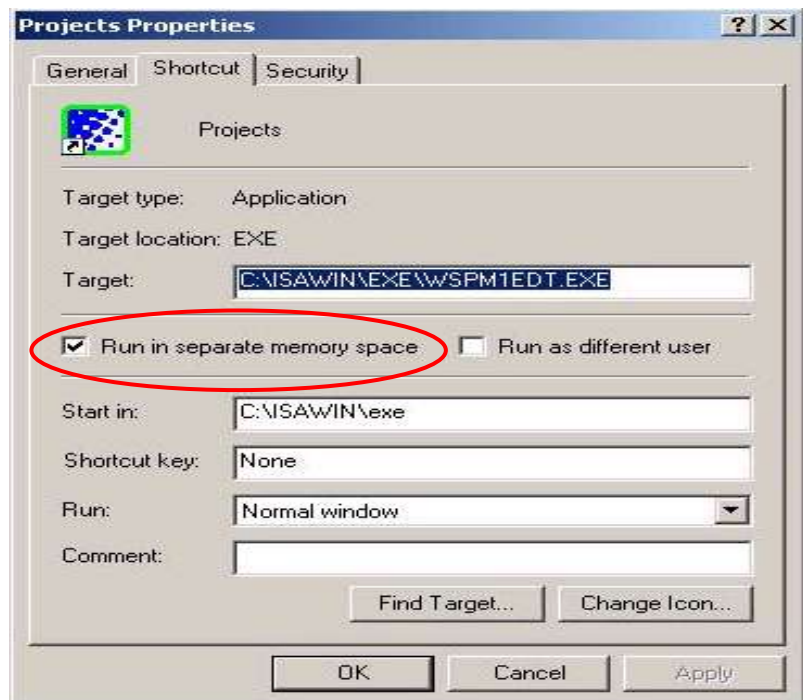 Projects Properties
General Shortcut Security
Projects
Target type: Application
Target location: EXE
Target: C:\ISAWIN\EXE\WSPM1EDT.EXE
Run in separate memory space Run as different user
Start in: C:\ISAWIN\exe
Shortcut key: None
Run: Normal window
Comment:
Find Target... Change Icon...
OK Cancel Apply